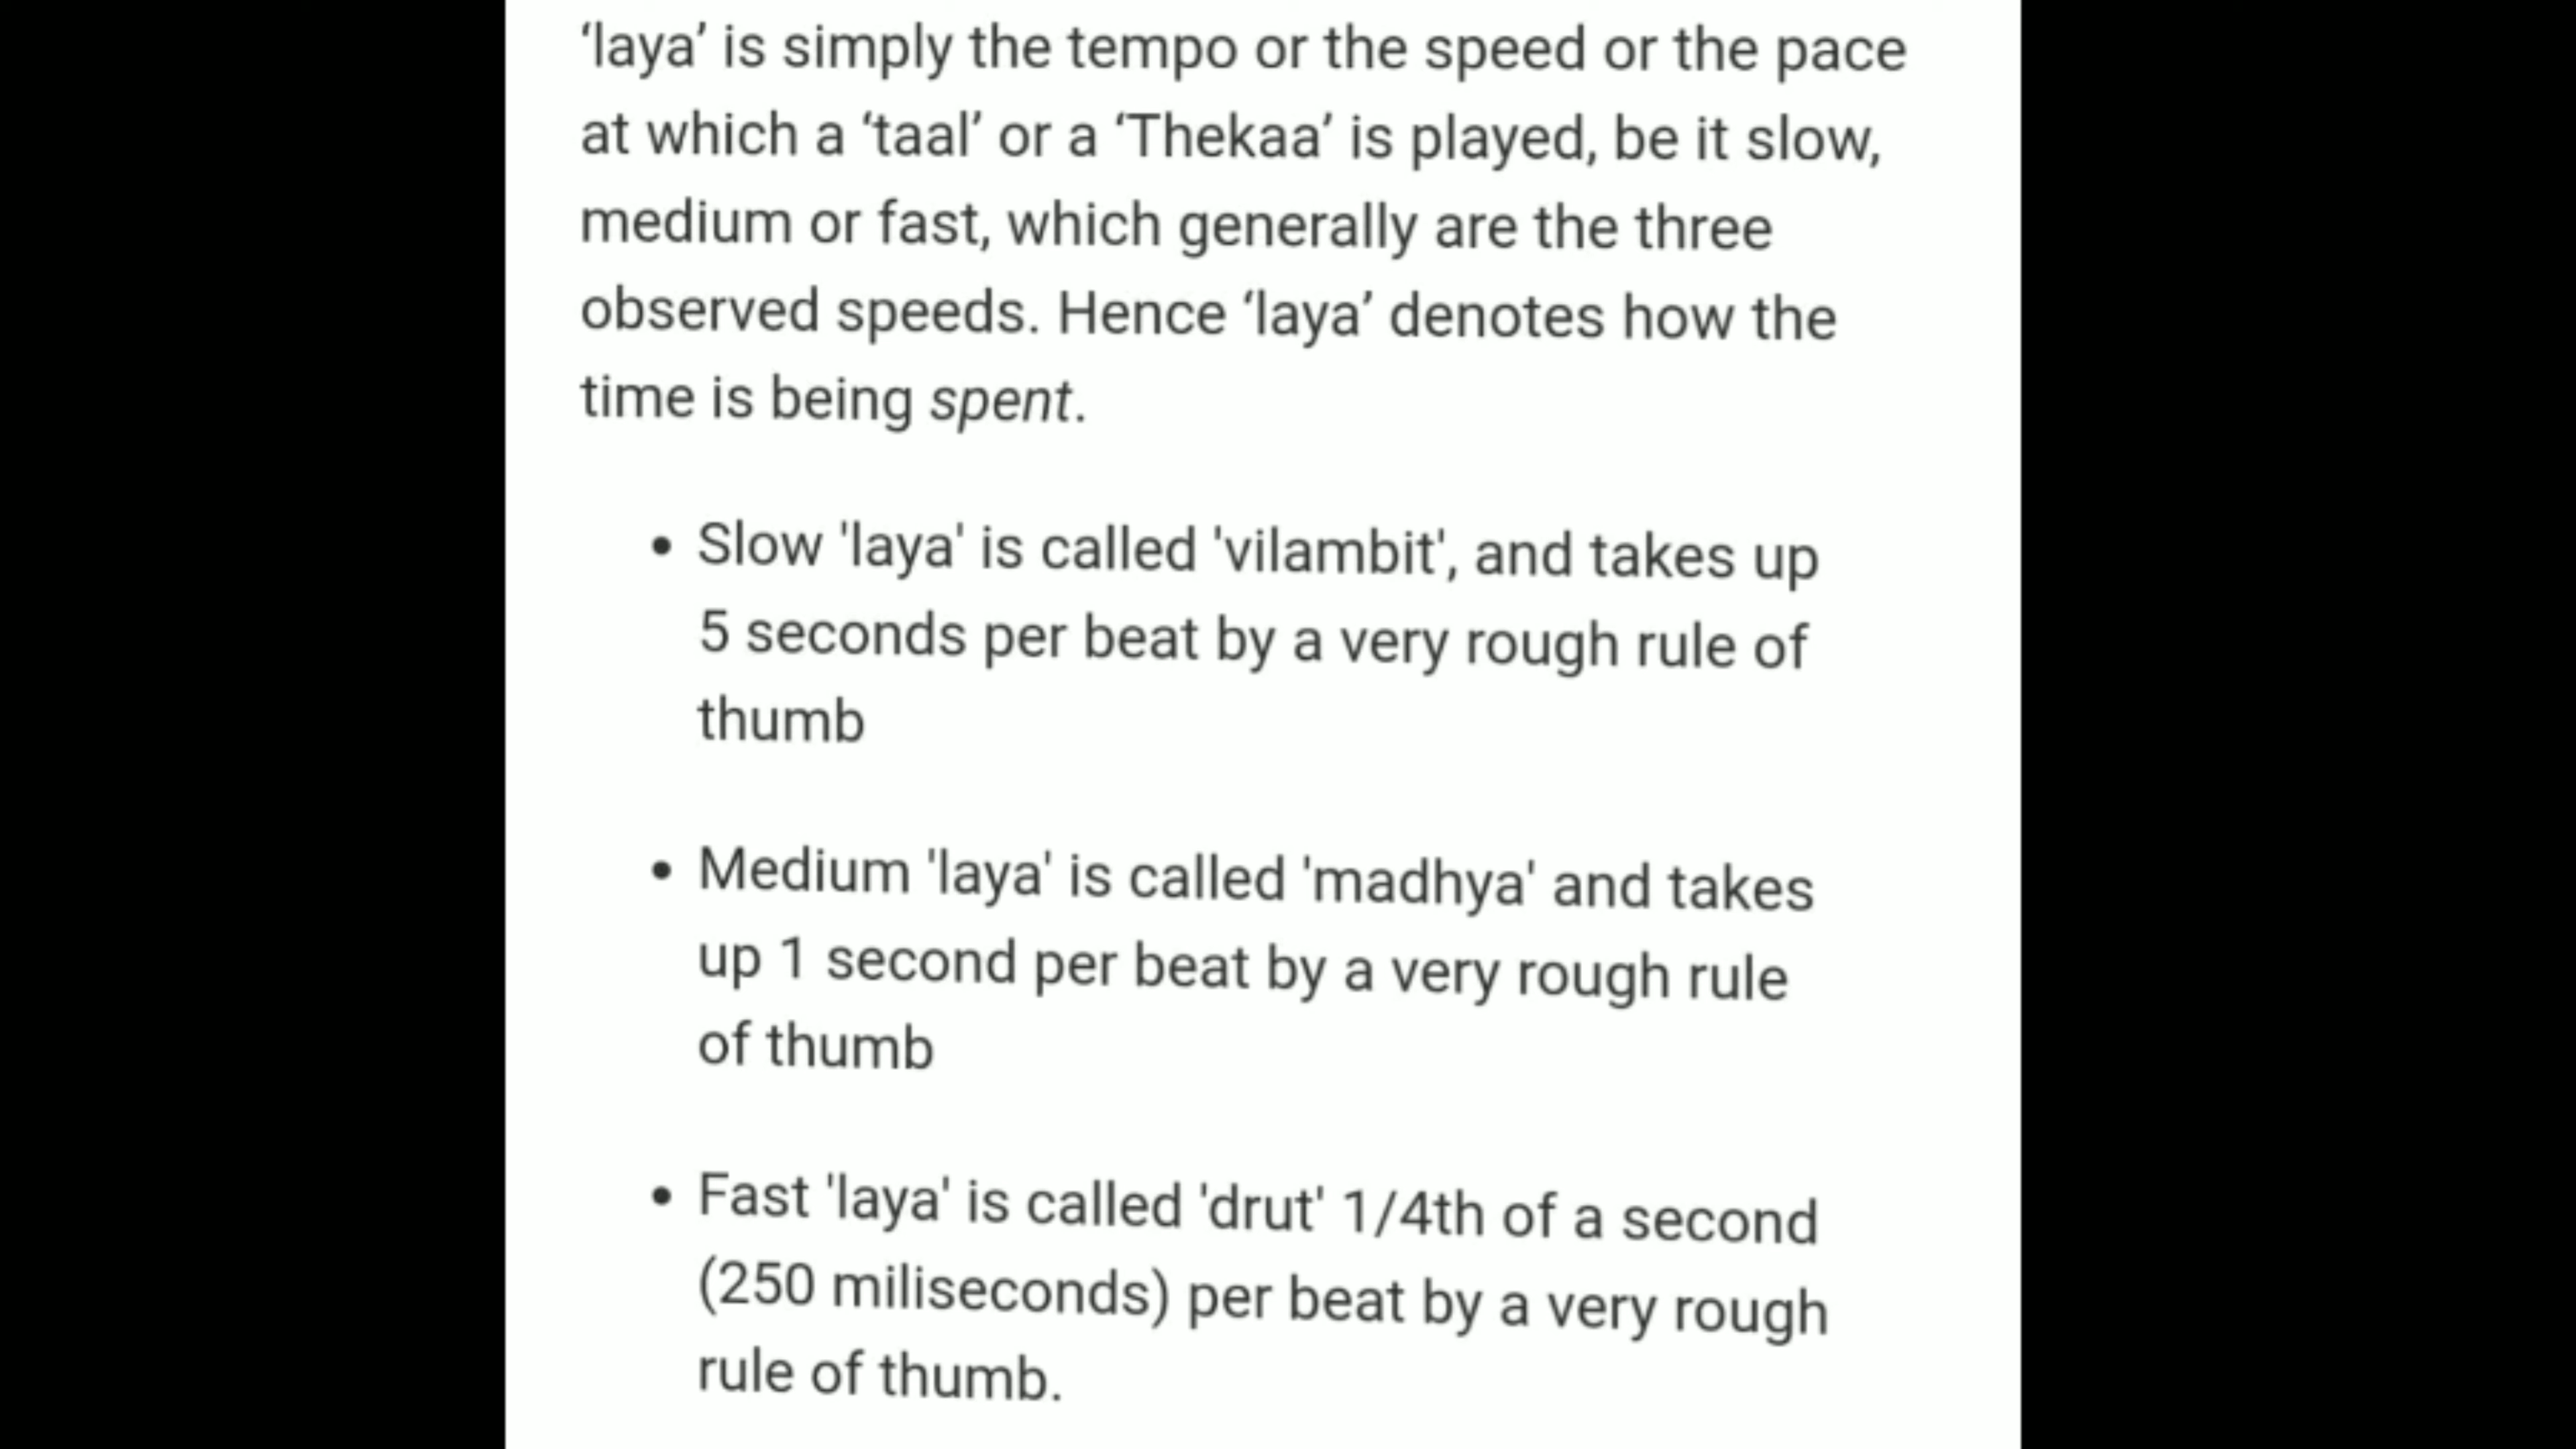 ‘laya’ is simply the tempo or the speed or the pace
at which a ‘taal’ or a ‘Thekaa’ is played, be it slow,
medium or fast, which generally are the three
observed speeds. Hence ‘laya’ denotes how the
time is being spent.
• Slow 'laya' is called 'vilambit', and takes up
5 seconds per beat by a very rough rule of
thumb
• Medium 'laya' is called 'madhya' and takes
up 1 second per beat by a very rough rule
of thumb
• Fast 'laya' is called 'drut' 1/4th of a second
(250 miliseconds) per beat by a very rough
rule of thumb.